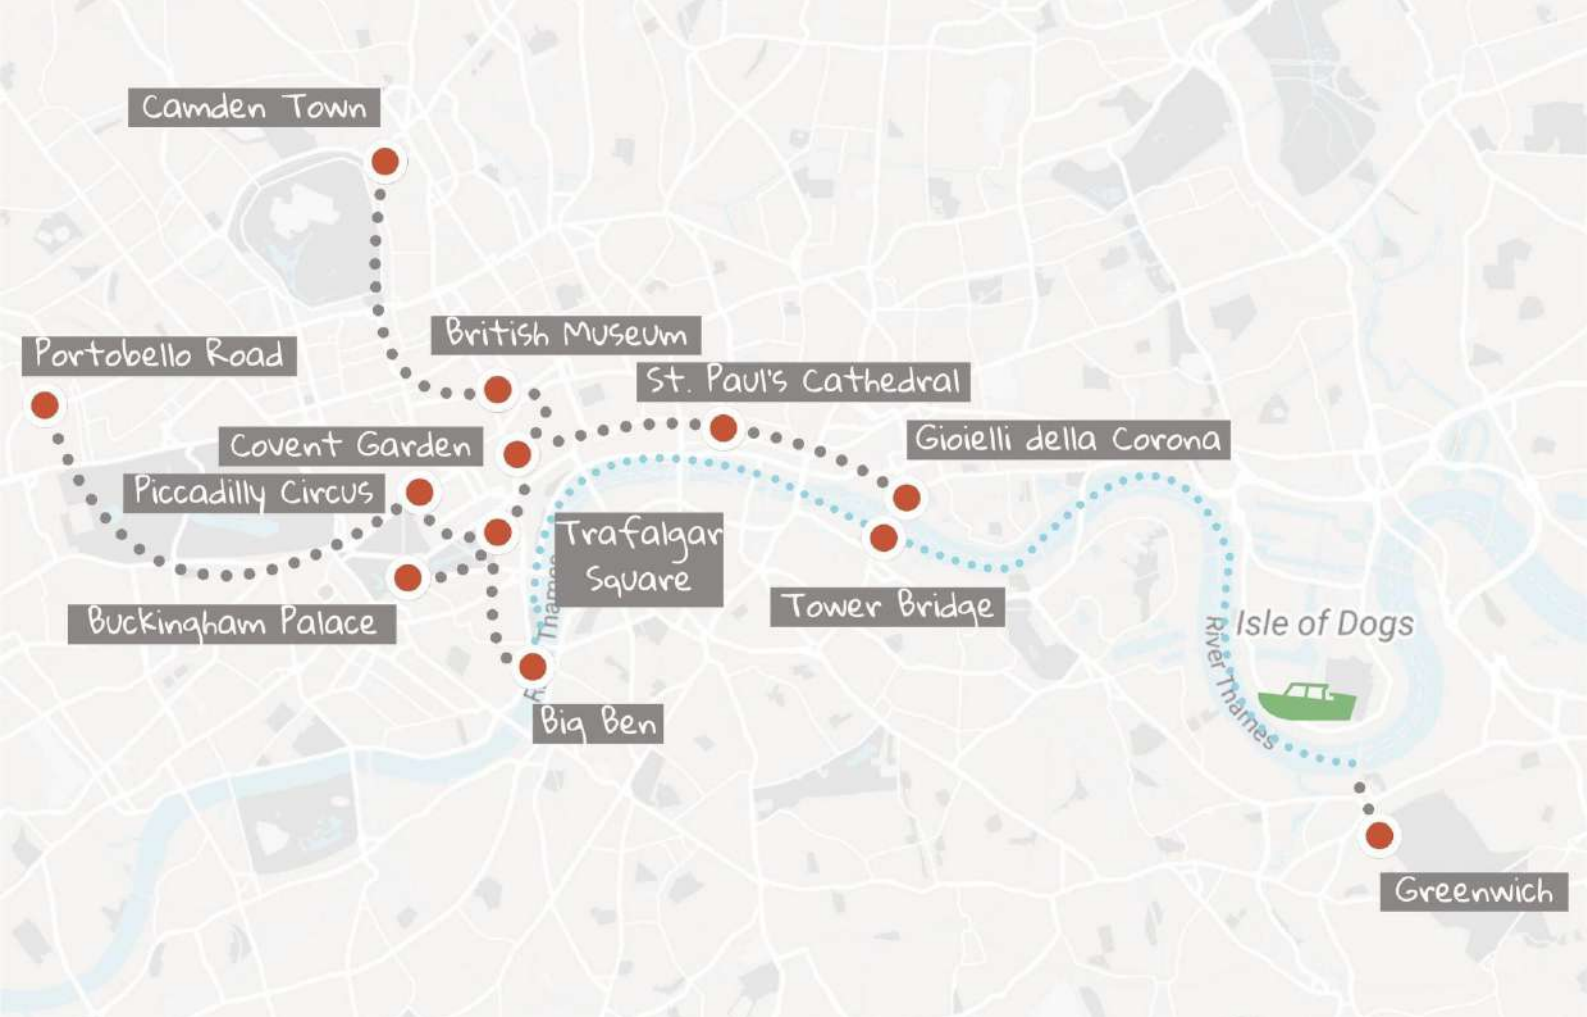 Camden Town
British Museum
Portobello Road
St. Paul's Cathedral
Covent Garden
Gioielli della Corona
Piccadilly Circus
Trafalgar
Square
Thames
Tower Bridge
Buckingham Palace
Isle of Dogs
River Thames
Big Ben
Greenwich